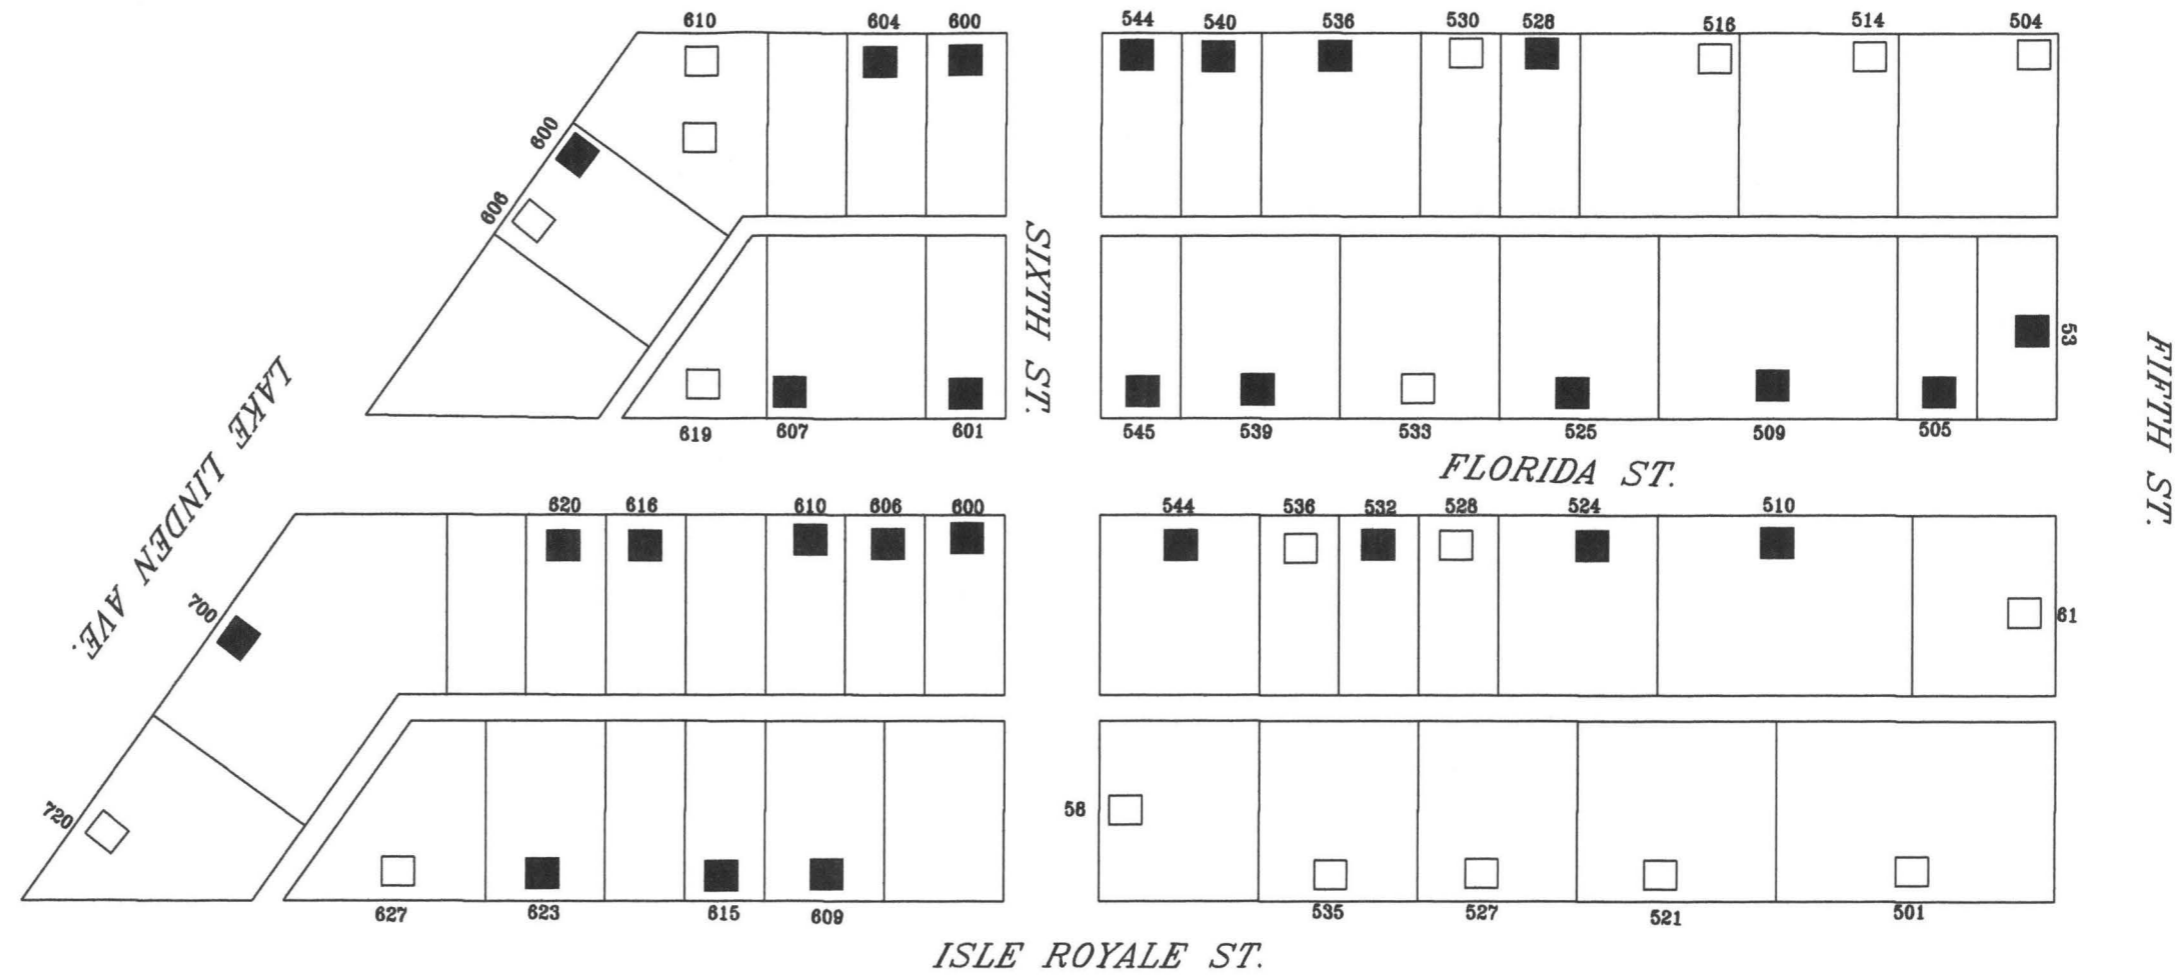 610 604 600 544 540 536 530 528 516 514 504
600
606
SIXTH ST.
53
FIFTH ST.
LAKE LINDEN AVE.
619 607 601 545 539 533 525 509 505
FLORIDA ST.
620 616 610 606 600 544 536 532 528 524 510
700
61
720
58
627 623 615 609 535 527 521 501
ISLE ROYALE ST.